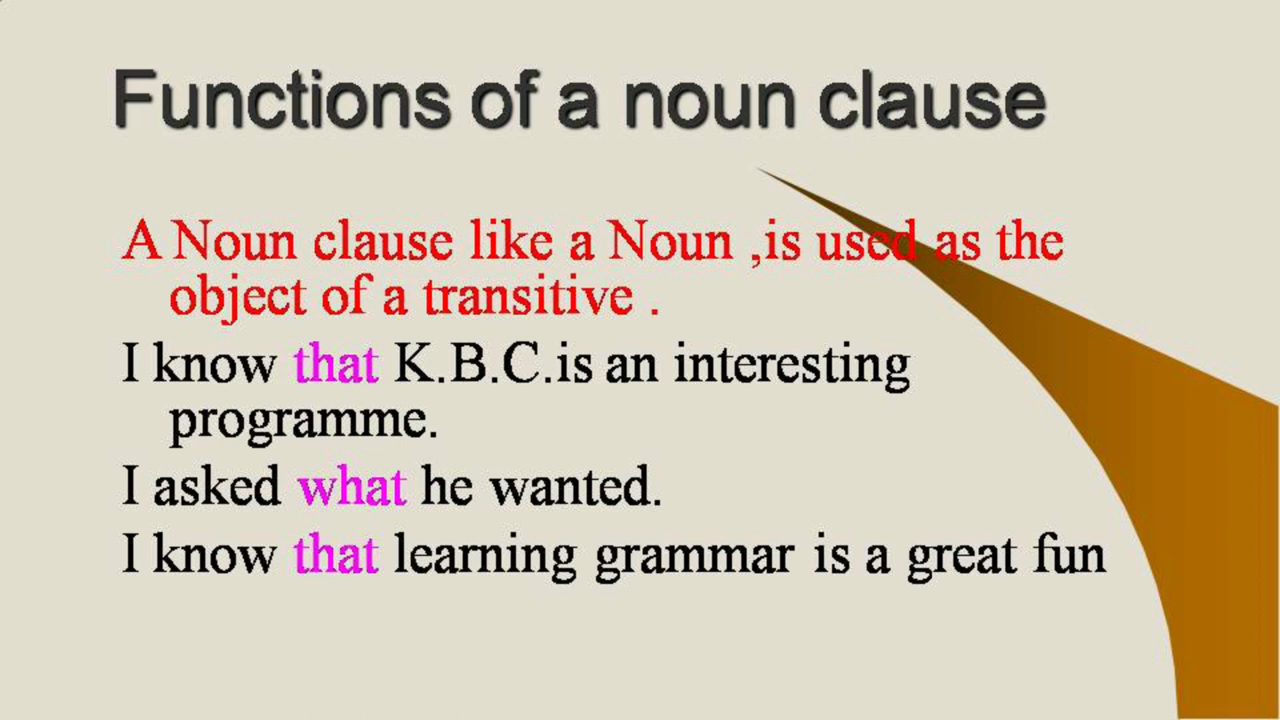 Functions of a noun clause
A Noun clause like a Noun ,is used as the
object of a transitive .
I know that K.B.C.is an interesting
programme.
I asked what he wanted.
I know that learning grammar is a great fun